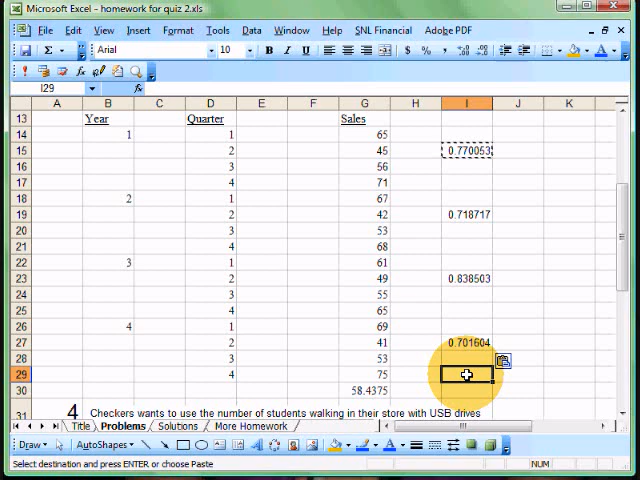 Microsoft Excel - homework for quiz 2.xls
File Edit View Insert Format Tools Data Window Help SNL Financial Adobe PDF
Σ Arial 10 B I U $ % , A
fx
I29 fx
A B C D E F G H I J K
13 Year Quarter Sales
14 1 1 65
15 2 45 0.770053
16 3 56
17 4 71
18 2 1 67
19 2 42 0.718717
20 3 53
21 4 68
22 3 1 61
23 2 49 0.838503
24 3 55
25 4 65
26 4 1 69
27 2 41 0.701604
28 3 53
29 4 75
30 58.4375
31 4 Checkers wants to use the number of students walking in their store with USB drives
Title Problems Solutions More Homework
Draw AutoShapes A A
Select destination and press ENTER or choose Paste NUM